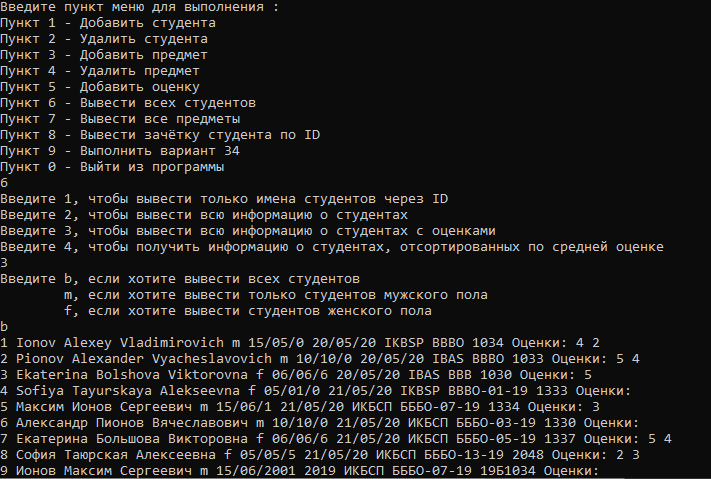 Введите пункт меню для выполнения :
Пункт 1 - Добавить студента
Пункт 2 - Удалить студента
Пункт 3 - Добавить предмет
Пункт 4 - Удалить предмет
Пункт 5 - Добавить оценку
Пункт 6 - Вывести всех студентов
Пункт 7 - Вывести все предметы
Пункт 8 - Вывести зачётку студента по ID
Пункт 9 - Выполнить вариант 34
Пункт 0 - Выйти из программы
6
Введите 1, чтобы вывести только имена студентов через ID
Введите 2, чтобы вывести всю информацию о студентах
Введите 3, чтобы вывести всю информацию о студентах с оценками
Введите 4, чтобы получить информацию о студентах, отсортированных по средней оценке
3
Введите b, если хотите вывести всех студентов
m, если хотите вывести только студентов мужского пола
f, если хотите вывести студентов женского пола
b
1 Ionov Alexey Vladimirovich m 15/05/0 20/05/20 IKBSP BBBO 1034 Оценки: 4 2
2 Pionov Alexander Vyacheslavovich m 10/10/0 20/05/20 IBAS BBBO 1033 Оценки: 5 4
3 Ekaterina Bolshova Viktorovna f 06/06/6 20/05/20 IBAS BBB 1030 Оценки: 5
4 Sofiya Tayurskaya Alekseevna f 05/01/0 21/05/20 IKBSP BBBO-01-19 1333 Оценки:
5 Максим Ионов Сергеевич m 15/06/1 21/05/20 ИКБСП БББО-07-19 1334 Оценки: 3
6 Александр Пионов Вячеславович m 10/10/0 21/05/20 ИКБСП БББО-03-19 1330 Оценки:
7 Екатерина Большова Викторовна f 06/06/6 21/05/20 ИКБСП БББО-05-19 1337 Оценки: 5 4
8 София Таюрская Алексеевна f 05/05/5 21/05/20 ИКБСП БББО-13-19 2048 Оценки: 2 3
9 Ионов Максим Сергеевич m 15/06/2001 2019 ИКБСП БББО-07-19 19Б1034 Оценки: